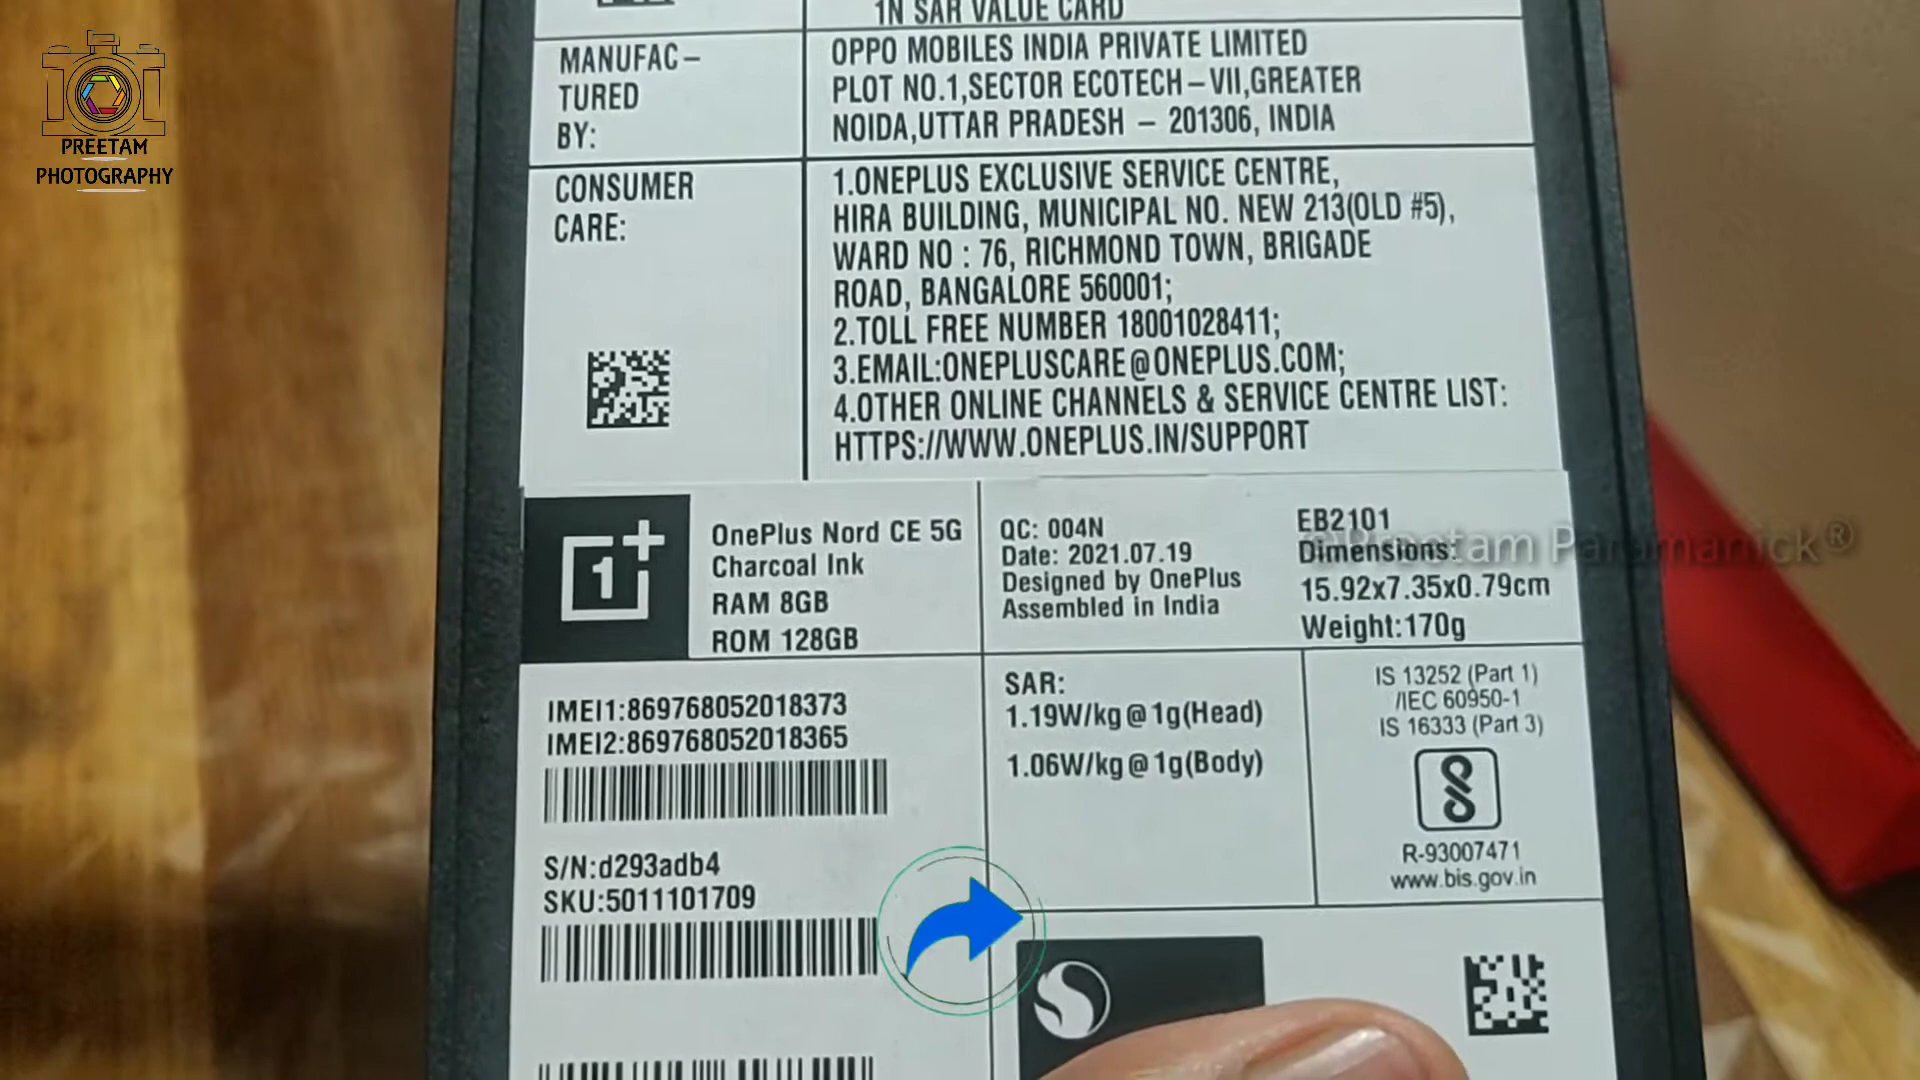 PREETAM
PHOTOGRAPHY
1N SAR VALUE CARD
MANUFAC-
TURED
BY:
OPPO MOBILES INDIA PRIVATE LIMITED
PLOT NO.1,SECTOR ECOTECH-VII,GREATER
NOIDA,UTTAR PRADESH - 201306, INDIA
CONSUMER
CARE:
1.ONEPLUS EXCLUSIVE SERVICE CENTRE,
HIRA BUILDING, MUNICIPAL NO. NEW 213(OLD #5),
WARD NO : 76, RICHMOND TOWN, BRIGADE
ROAD, BANGALORE 560001;
2.TOLL FREE NUMBER 18001028411;
3.EMAIL:ONEPLUSCARE@ONEPLUS.COM;
4.OTHER ONLINE CHANNELS & SERVICE CENTRE LIST:
HTTPS://WWW.ONEPLUS.IN/SUPPORT
OnePlus Nord CE 5G
Charcoal Ink
RAM 8GB
ROM 128GB
QC: 004N
Date: 2021.07.19
Designed by OnePlus
Assembled in India
EB2101
Dimensions:
15.92x7.35x0.79cm
Weight:170g
©Preetam Paramanick®
IMEI1:869768052018373
IMEI2:869768052018365
S/N:d293adb4
SKU:5011101709
SAR:
1.19W/kg@1g(Head)
1.06W/kg@1g(Body)
IS 13252 (Part 1)
/IEC 60950-1
IS 16333 (Part 3)
R-93007471
www.bis.gov.in